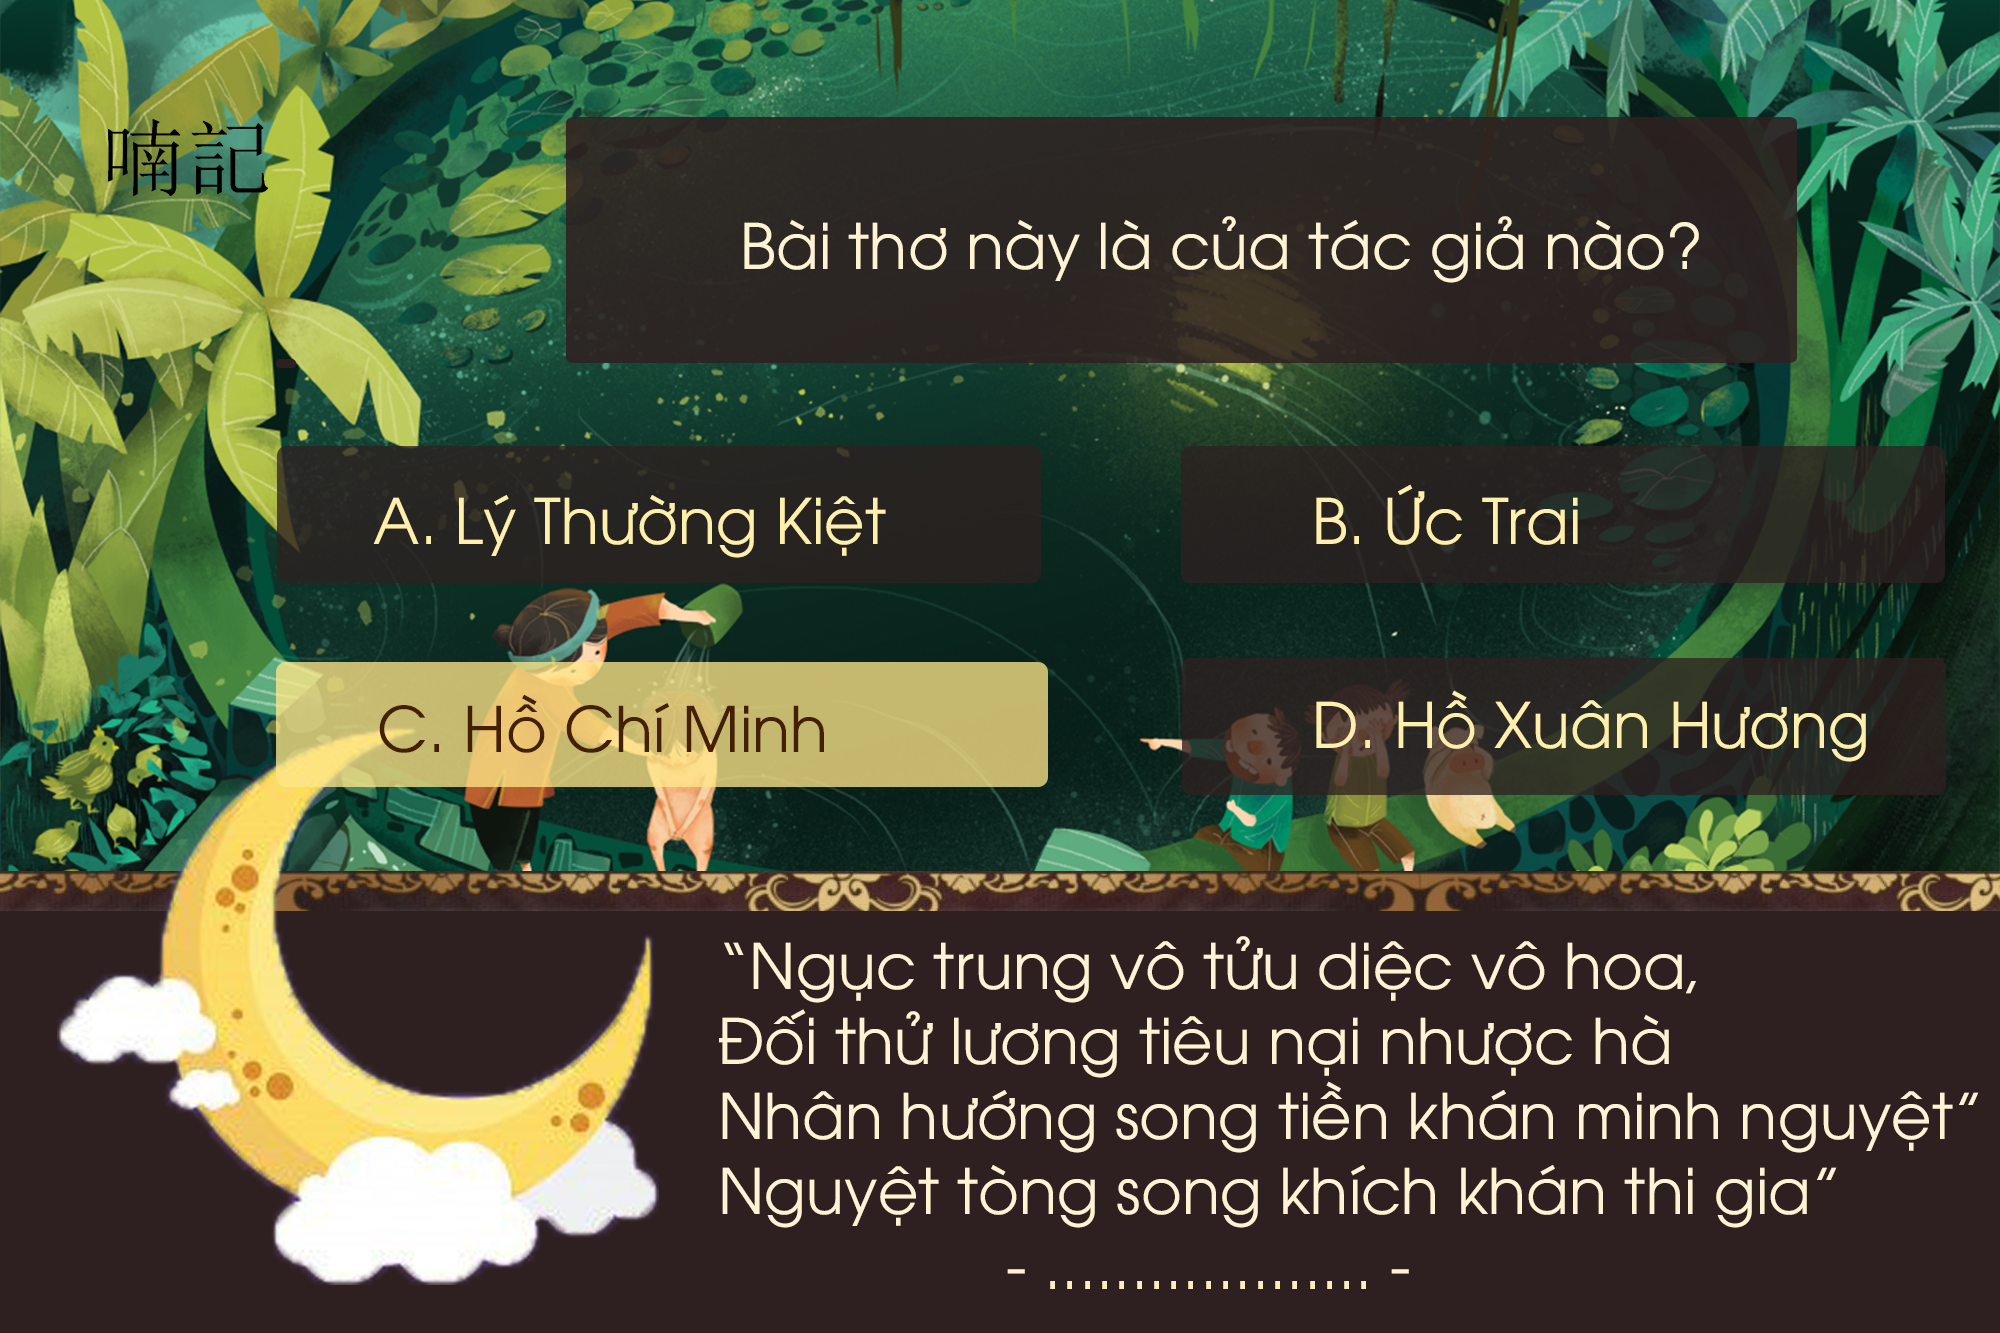 喃記
Bài thơ này là của tác giả nào?
A. Lý Thường Kiệt
B. Ức Trai
C. Hồ Chí Minh
D. Hồ Xuân Hương
“Ngục trung vô tửu diệc vô hoa,
Đối thử lương tiêu nại nhược hà
Nhân hướng song tiền khán minh nguyệt”
Nguyệt tòng song khích khán thi gia”
- ................... -